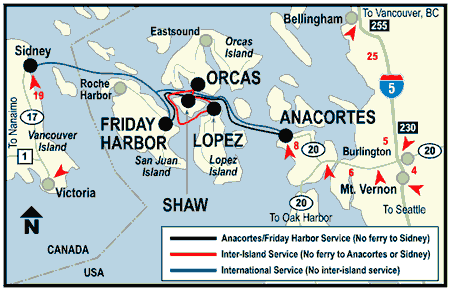 To Vancouver, BC
Bellingham
255
Eastsound
Orcas
Island
Sidney
25
5
Roche
Harbor
ORCAS
19
17
To Nanaimo
Vancouver
Island
FRIDAY
HARBOR
ANACORTES
LOPEZ
San Juan
Island
Lopez
Island
8
20
230
5
Burlington
20
1
6
4
Mt. Vernon
Victoria
SHAW
20
To Oak Harbor
To Seattle
N
CANADA
USA
Anacortes/Friday Harbor Service (No ferry to Sidney)
Inter-Island Service (No ferry to Anacortes or Sidney)
International Service (No inter-island service)